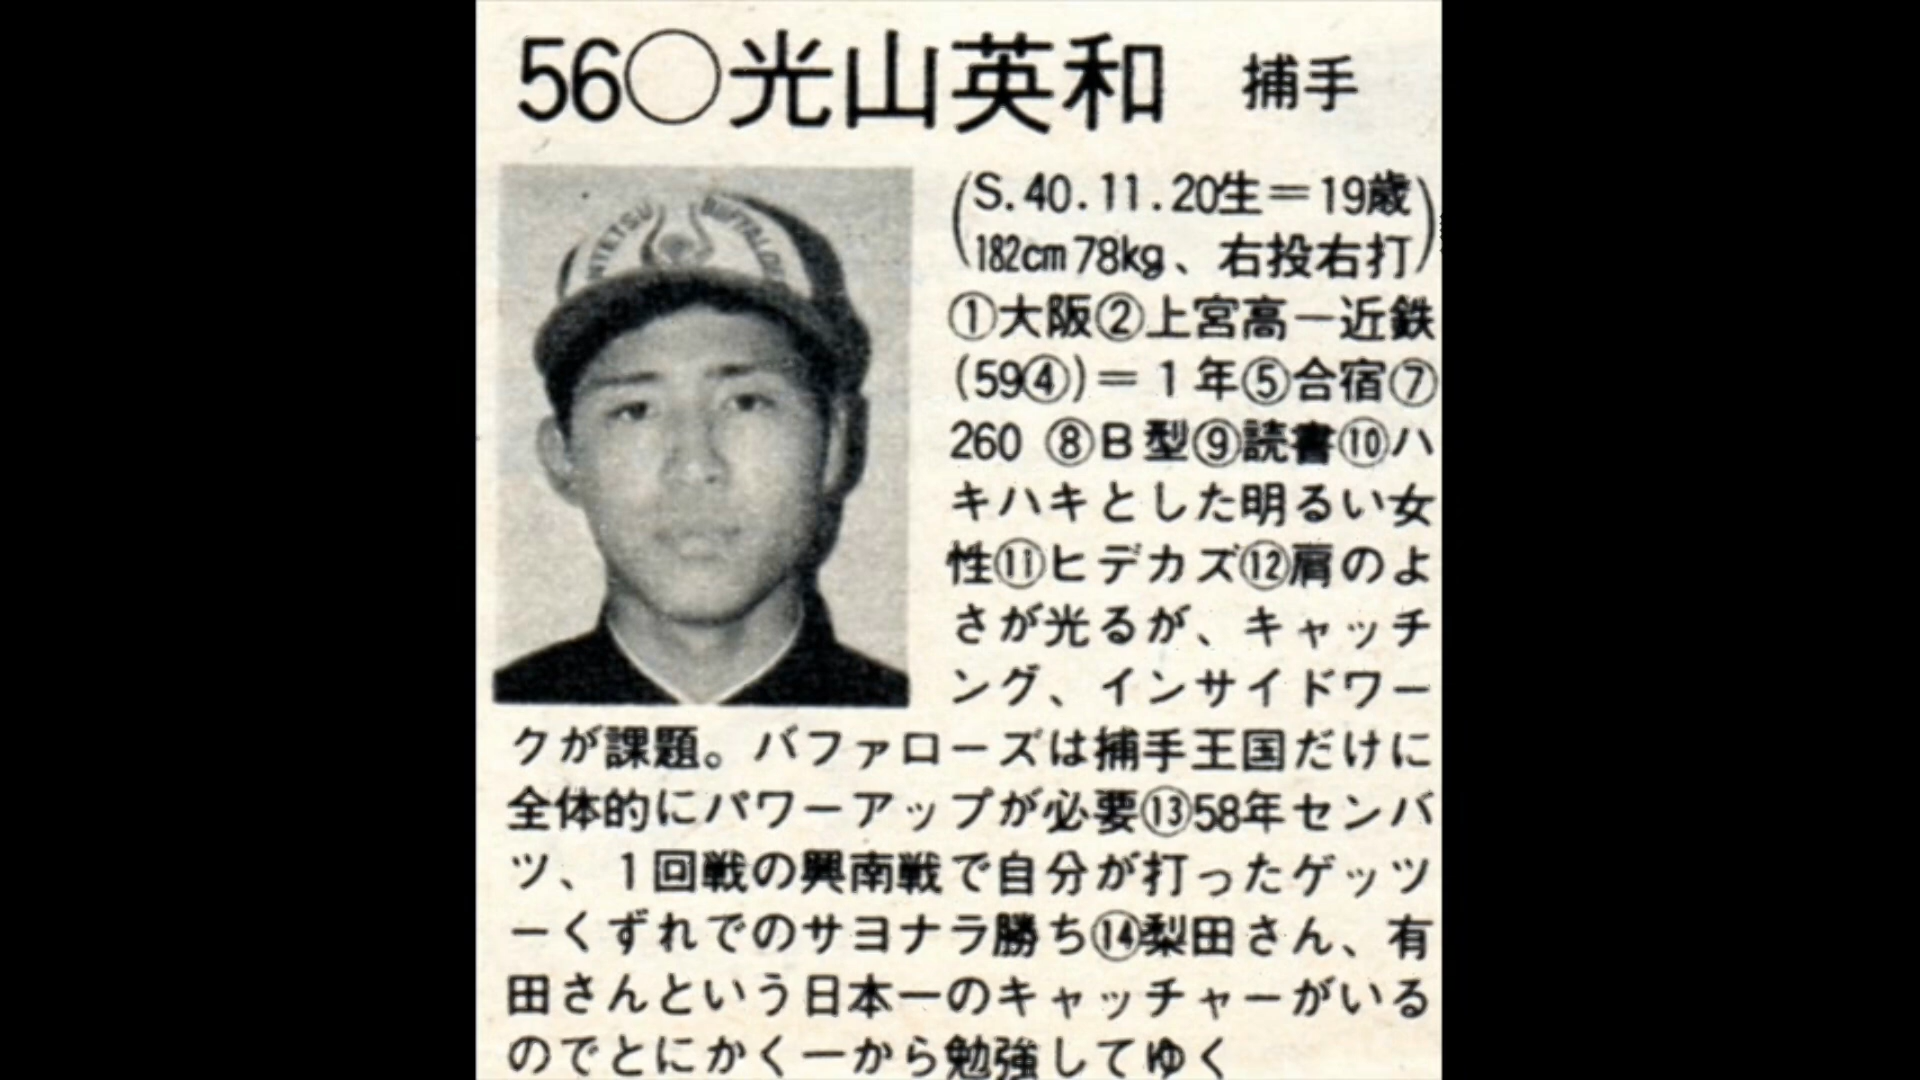 56○光山英和 捕手
NTETSU BUFFALOE
(S.40.11.20生=19歳
182cm78kg、右投右打)
①大阪②上宮高ー近鉄
(59④)=1年⑤合宿⑦
260 ⑧B型⑨読書⑩ハ
キハキとした明るい女
性⑪ヒデカズ⑫肩のよ
さが光るが、キャッチ
ング、インサイドワー
クが課題。バファローズは捕手王国だけに
全体的にパワーアップが必要⑬58年センバ
ツ、1回戦の興南戦で自分が打ったゲッツ
ーくずれでのサヨナラ勝ち⑭梨田さん、有
田さんという日本一のキャッチャーがいる
のでとにかく一から勉強してゆく